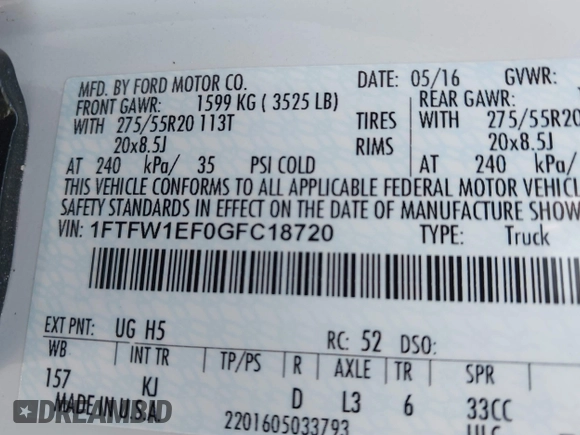 MFD. BY FORD MOTOR CO. DATE: 05/16 GVWR:
FRONT GAWR: 1599 KG ( 3525 LB) REAR GAWR:
WITH 275/55R20 113T TIRES WITH 275/55R20
20x8.5J RIMS 20x8.5J
AT 240 kPa/ 35 PSI COLD AT 240 kPa/
THIS VEHICLE CONFORMS TO ALL APPLICABLE FEDERAL MOTOR VEHICL
SAFETY STANDARDS IN EFFECT ON THE DATE OF MANUFACTURE SHOW
VIN: 1FTFW1EF0GFC18720 TYPE: Truck
EXT PNT: UG H5 RC: 52 DSO:
WB INT TR TP/PS R AXLE TR SPR
157 KJ D L3 6 33CC
MADE IN U.S.A. 2201605033793 ULC
DREAMBID